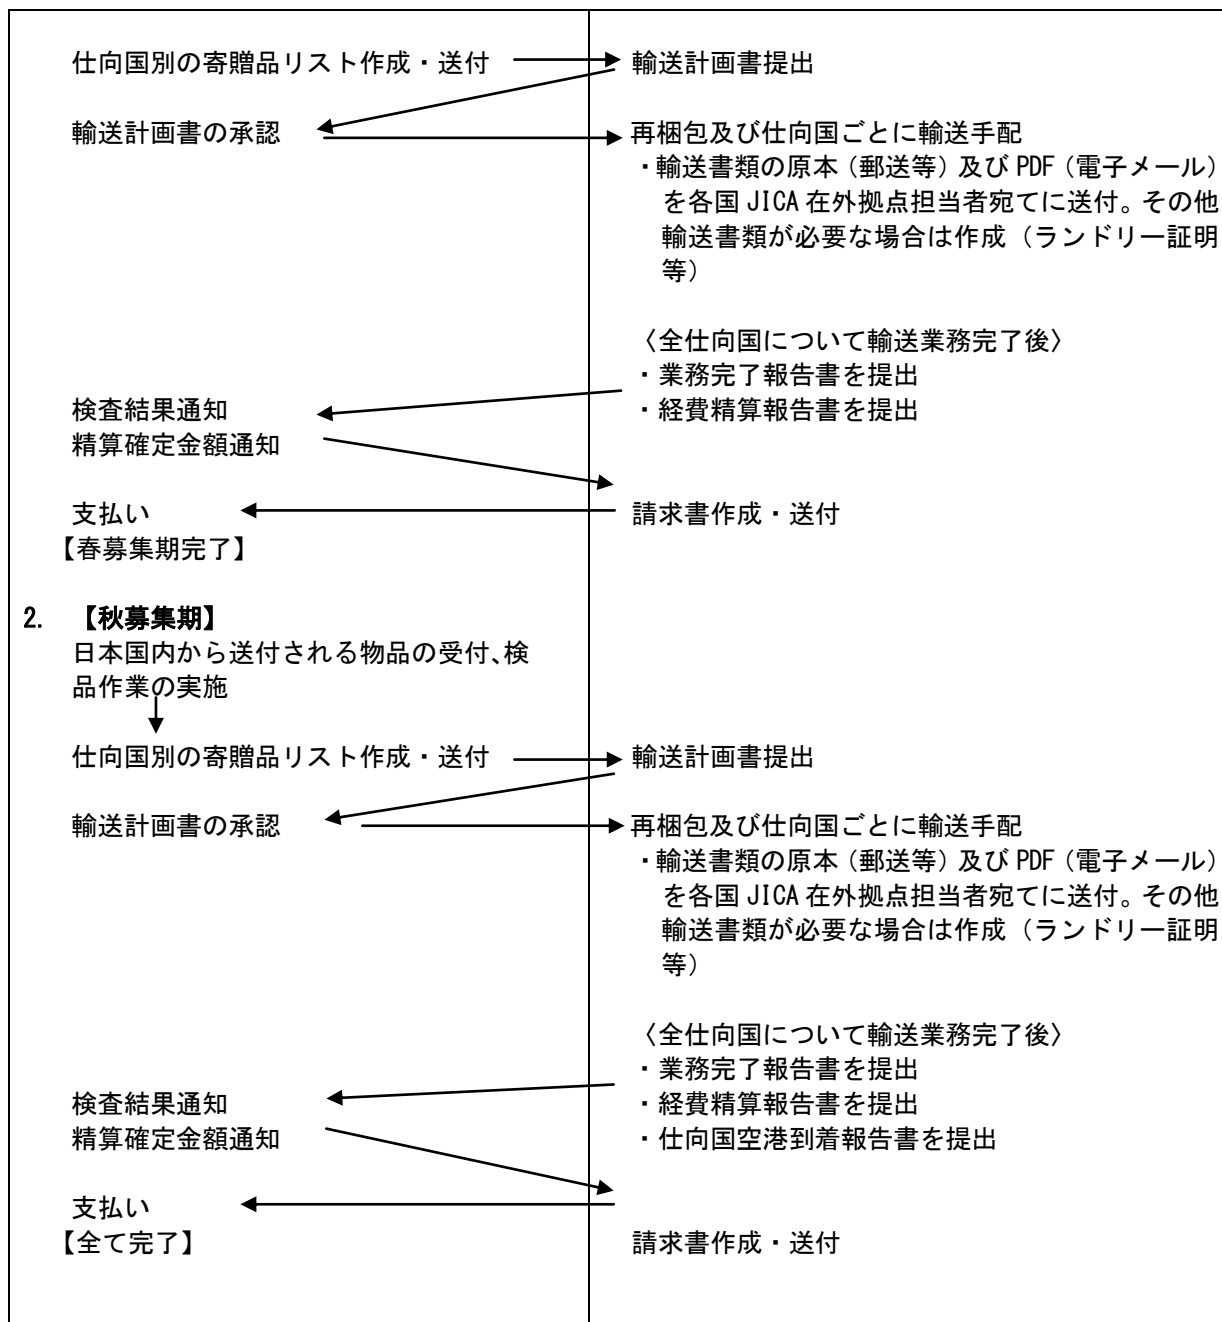 仕向国別の寄贈品リスト作成・送付
輸送計画書提出
輸送計画書の承認
再梱包及び仕向国ごとに輸送手配
・輸送書類の原本(郵送等)及び PDF(電子メール)
を各国 JICA 在外拠点担当者宛てに送付。その他
輸送書類が必要な場合は作成(ランドリー証明
等)
〈全仕向国について輸送業務完了後〉
・業務完了報告書を提出
・経費精算報告書を提出
検査結果通知
精算確定金額通知
請求書作成・送付
支払い
【春募集期完了】
2. 【秋募集期】
日本国内から送付される物品の受付、検
品作業の実施
仕向国別の寄贈品リスト作成・送付
輸送計画書提出
輸送計画書の承認
再梱包及び仕向国ごとに輸送手配
・輸送書類の原本(郵送等)及び PDF(電子メール)
を各国 JICA 在外拠点担当者宛てに送付。その他
輸送書類が必要な場合は作成(ランドリー証明
等)
〈全仕向国について輸送業務完了後〉
・業務完了報告書を提出
・経費精算報告書を提出
・仕向国空港到着報告書を提出
検査結果通知
精算確定金額通知
支払い
【全て完了】
請求書作成・送付